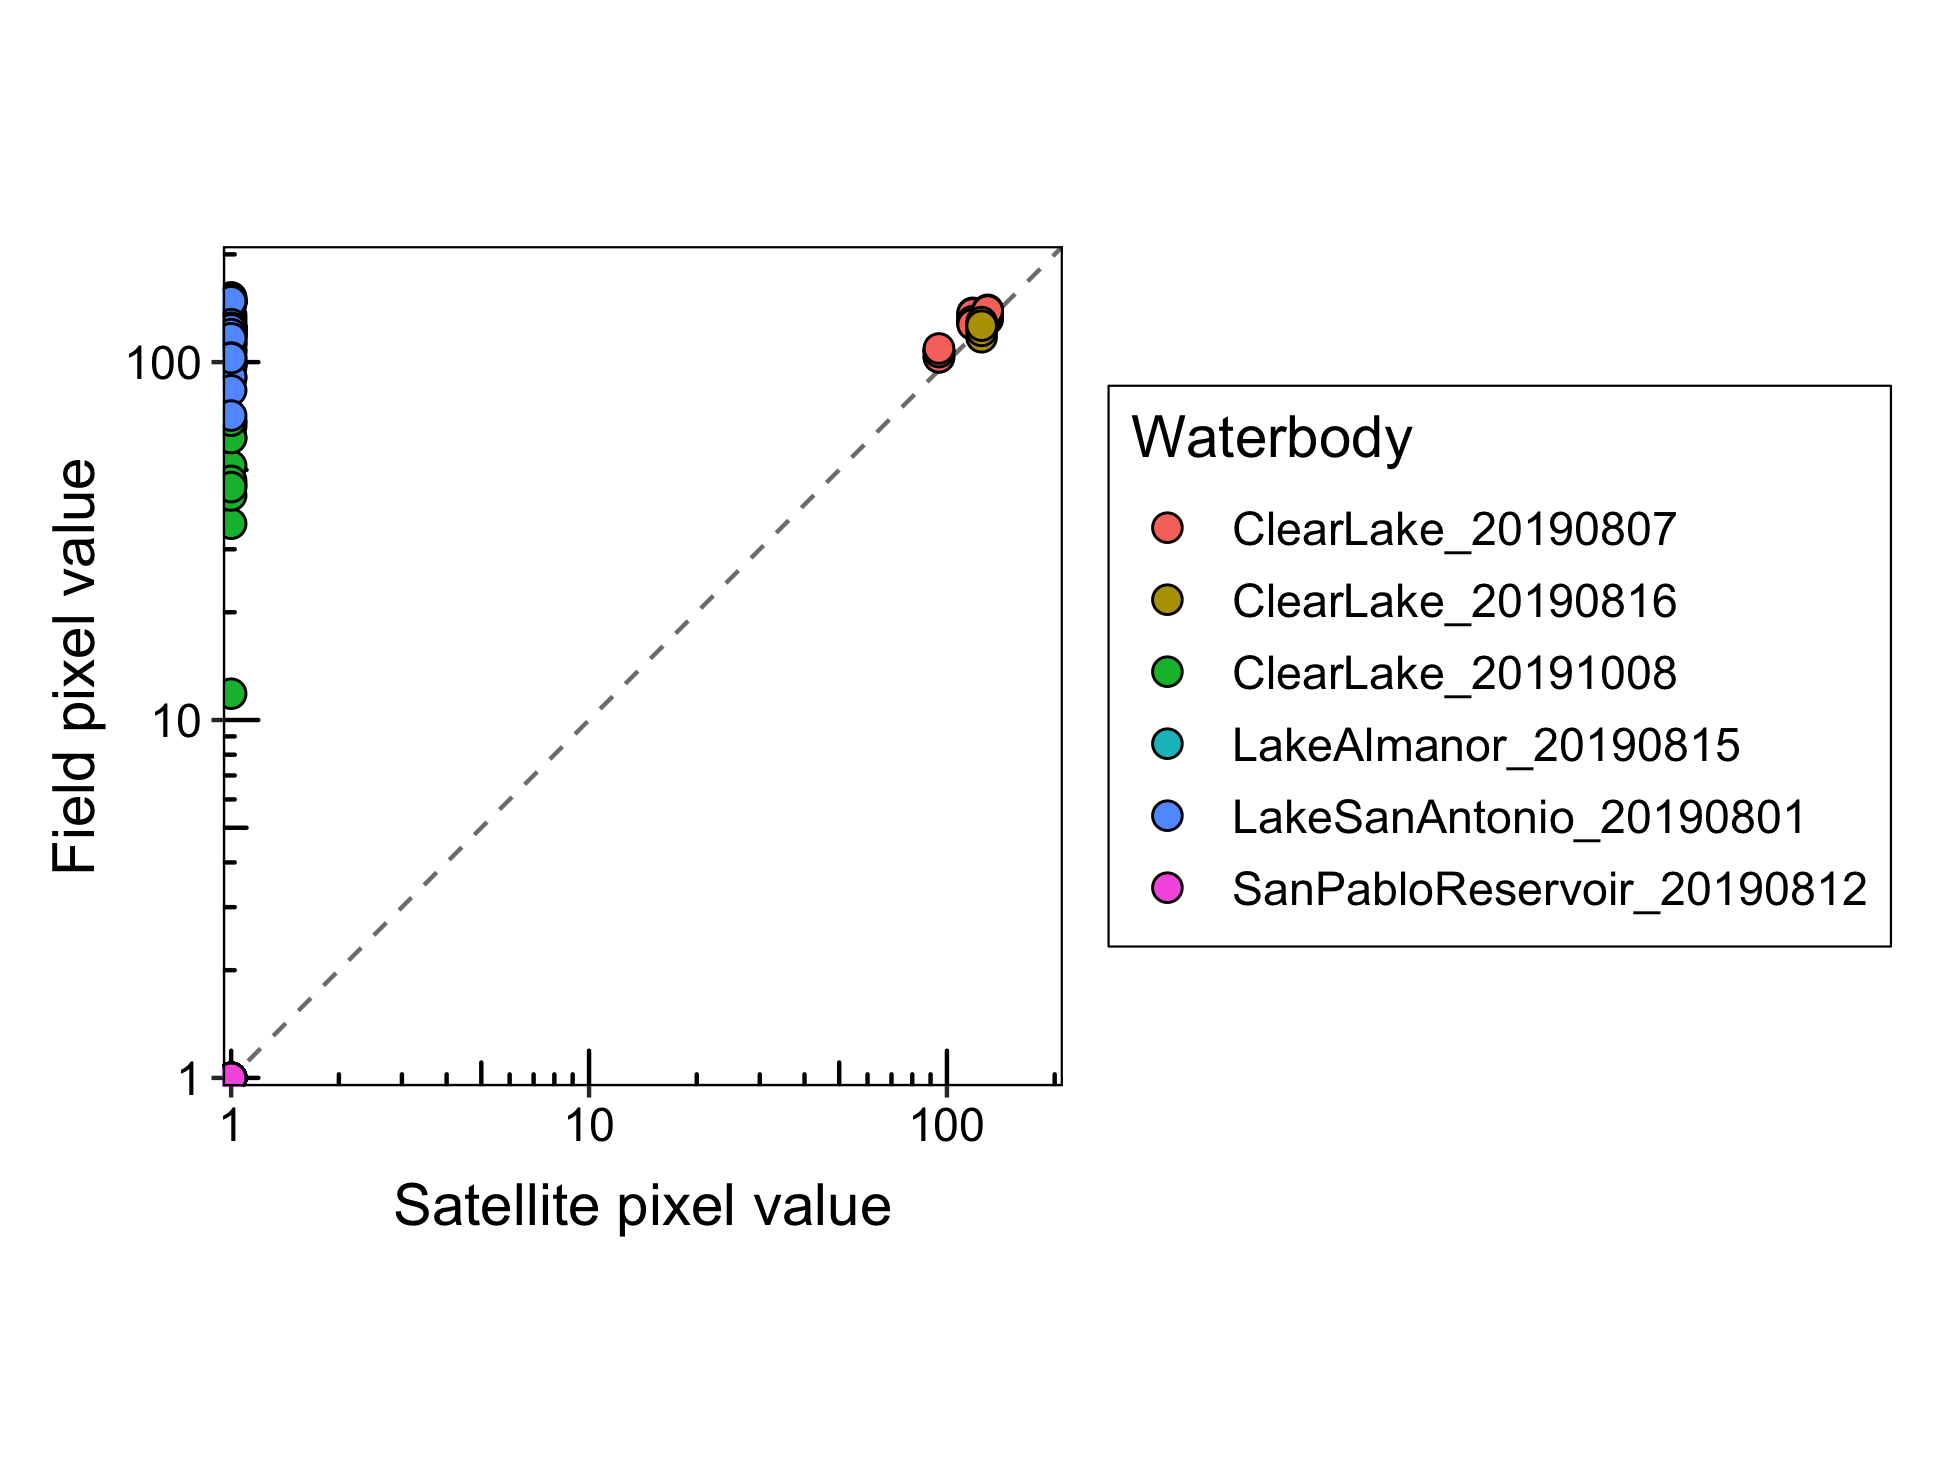 100
10
1
1 10 100
Field pixel value
Satellite pixel value
Waterbody
ClearLake_20190807
ClearLake_20190816
ClearLake_20191008
LakeAlmanor_20190815
LakeSanAntonio_20190801
SanPabloReservoir_20190812